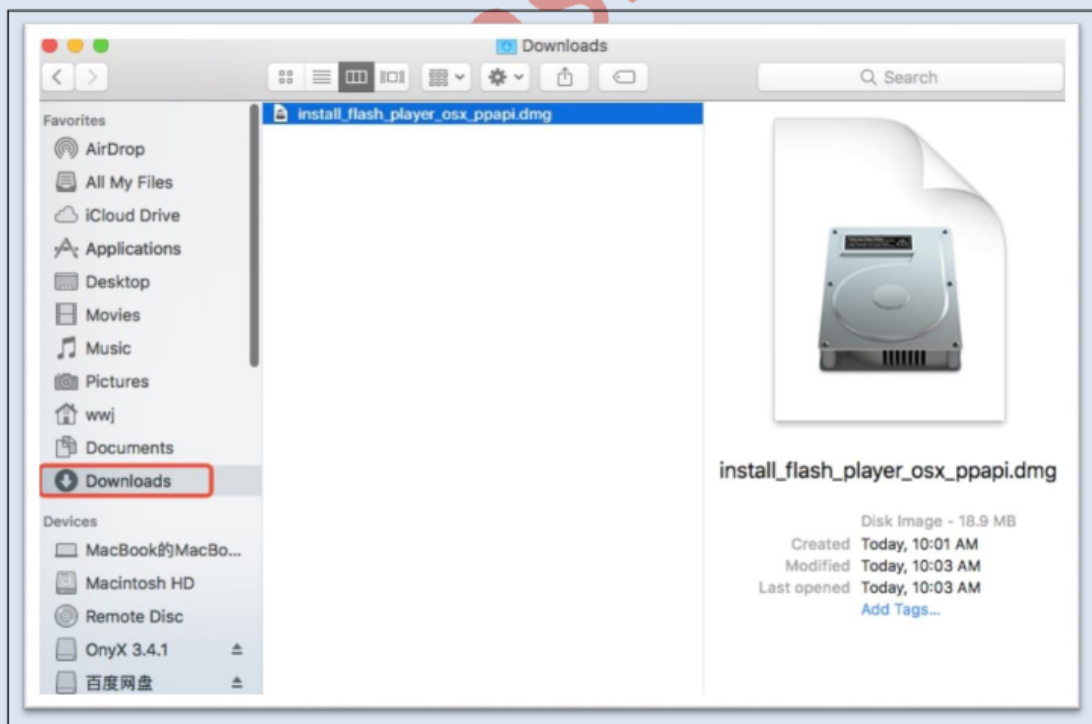 Downloads
Search
Favorites
AirDrop
All My Files
iCloud Drive
Applications
Desktop
Movies
Music
Pictures
wwj
Documents
Downloads
Devices
MacBook的MacBo...
Macintosh HD
Remote Disc
OnyX 3.4.1
百度网盘
install_flash_player_osx_ppapi.dmg
install_flash_player_osx_ppapi.dmg
Disk Image - 18.9 MB
Created Today, 10:01 AM
Modified Today, 10:03 AM
Last opened Today, 10:03 AM
Add Tags...